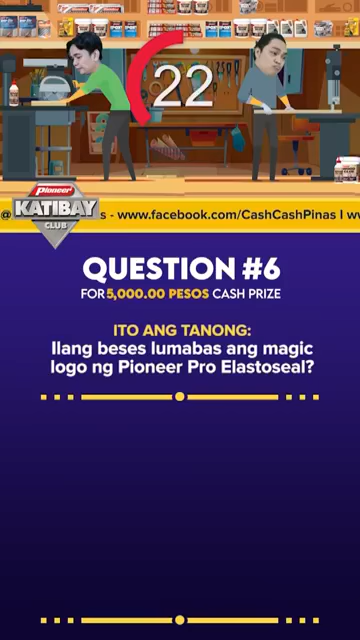 22
Pioneer
KATIBAY
CLUB
@ s - www.facebook.com/CashCashPinas I w
QUESTION #6
FOR 5,000.00 PESOS CASH PRIZE
ITO ANG TANONG:
Ilang beses lumabas ang magic
logo ng Pioneer Pro Elastoseal?